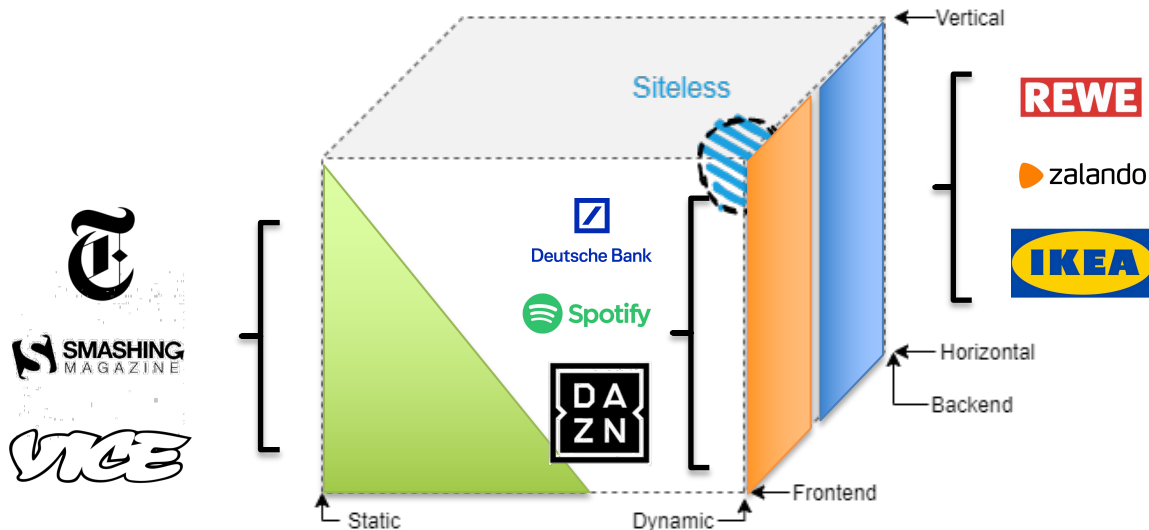 Vertical
Siteless
REWE
zalando
IKEA
T
Deutsche Bank
Spotify
SMASHING
MAGAZINE
DA
ZN
VICE
Horizontal
Backend
Frontend
Static
Dynamic